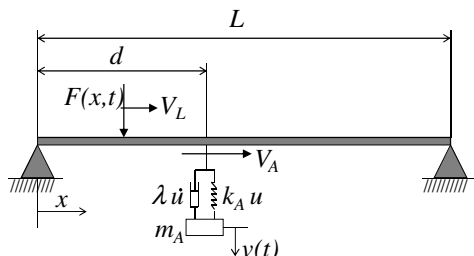 L
d
F(x,t)
V_L
V_A
x
λu̇
k_A u
m_A
y(t)